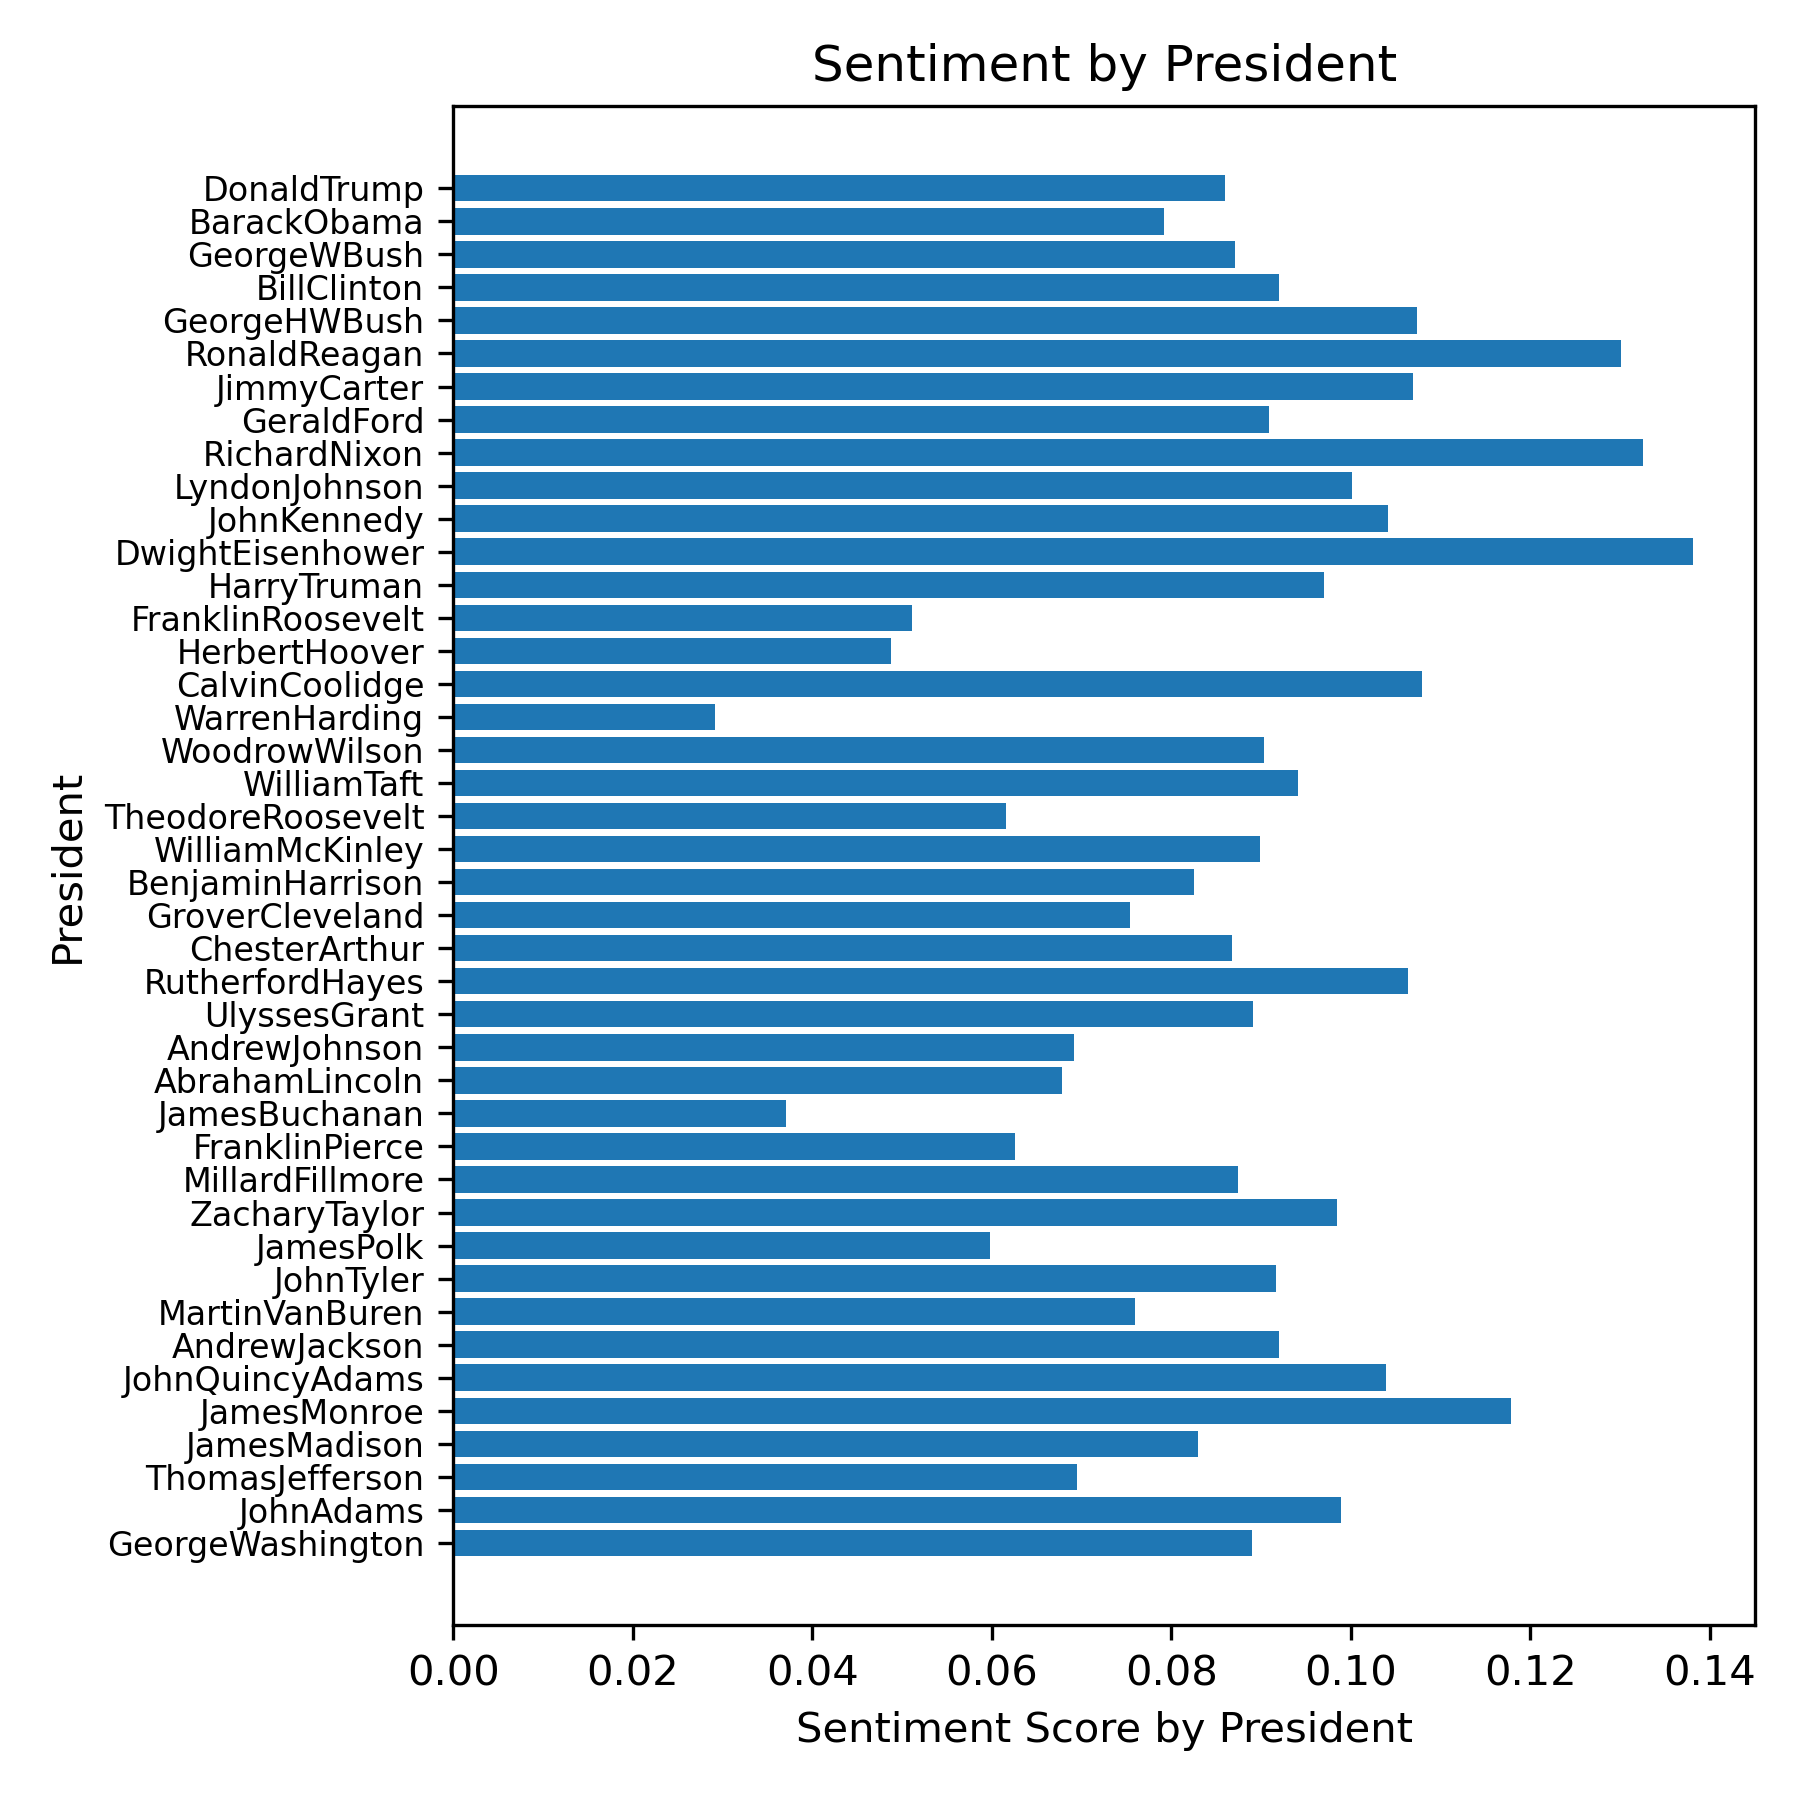 Sentiment by President
DonaldTrump
BarackObama
GeorgeWBush
BillClinton
GeorgeHWBush
RonaldReagan
JimmyCarter
GeraldFord
RichardNixon
LyndonJohnson
JohnKennedy
DwightEisenhower
HarryTruman
FranklinRoosevelt
HerbertHoover
CalvinCoolidge
WarrenHarding
WoodrowWilson
WilliamTaft
TheodoreRoosevelt
WilliamMcKinley
BenjaminHarrison
GroverCleveland
ChesterArthur
RutherfordHayes
UlyssesGrant
AndrewJohnson
AbrahamLincoln
JamesBuchanan
FranklinPierce
MillardFillmore
ZacharyTaylor
JamesPolk
JohnTyler
MartinVanBuren
AndrewJackson
JohnQuincyAdams
JamesMonroe
JamesMadison
ThomasJefferson
JohnAdams
GeorgeWashington
President
0.00 0.02 0.04 0.06 0.08 0.10 0.12 0.14
Sentiment Score by President